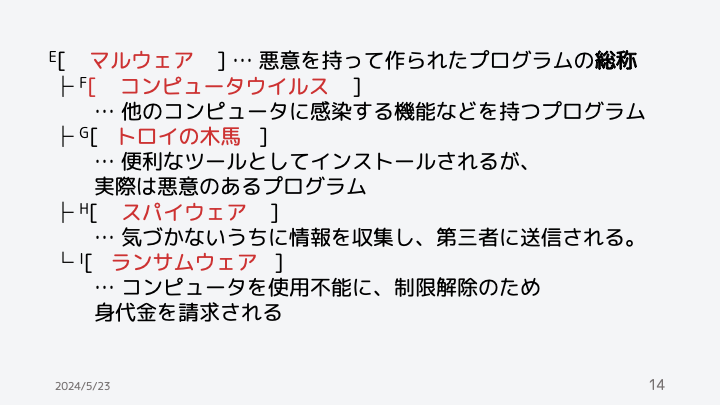 E[　マルウェア　] … 悪意を持って作られたプログラムの総称
├ F[　コンピュータウイルス　]
… 他のコンピュータに感染する機能などを持つプログラム
├ G[　トロイの木馬　]
… 便利なツールとしてインストールされるが、
実際は悪意のあるプログラム
├ H[　スパイウェア　]
… 気づかないうちに情報を収集し、第三者に送信される。
└ I[　ランサムウェア　]
… コンピュータを使用不能に、制限解除のため
身代金を請求される
2024/5/23
14